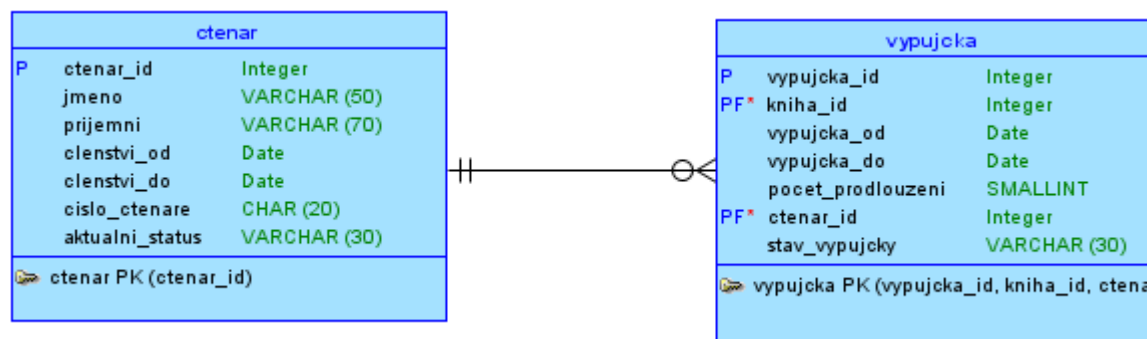 ctenar
P ctenar_id Integer
jmeno VARCHAR (50)
prijemni VARCHAR (70)
clenstvi_od Date
clenstvi_do Date
cislo_ctenare CHAR (20)
aktualni_status VARCHAR (30)
ctenar PK (ctenar_id)
vypujcka
P vypujcka_id Integer
PF* kniha_id Integer
vypujcka_od Date
vypujcka_do Date
pocet_prodlouzeni SMALLINT
PF* ctenar_id Integer
stav_vypujcky VARCHAR (30)
vypujcka PK (vypujcka_id, kniha_id, ctena